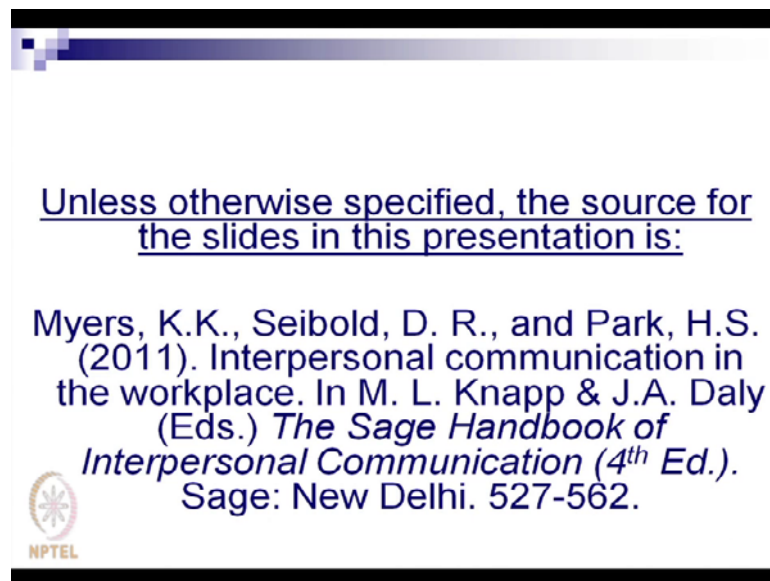 Unless otherwise specified, the source for
the slides in this presentation is:
Myers, K.K., Seibold, D. R., and Park, H.S.
(2011). Interpersonal communication in
the workplace. In M. L. Knapp & J.A. Daly
(Eds.) The Sage Handbook of
Interpersonal Communication (4th Ed.).
Sage: New Delhi. 527-562.
NPTEL